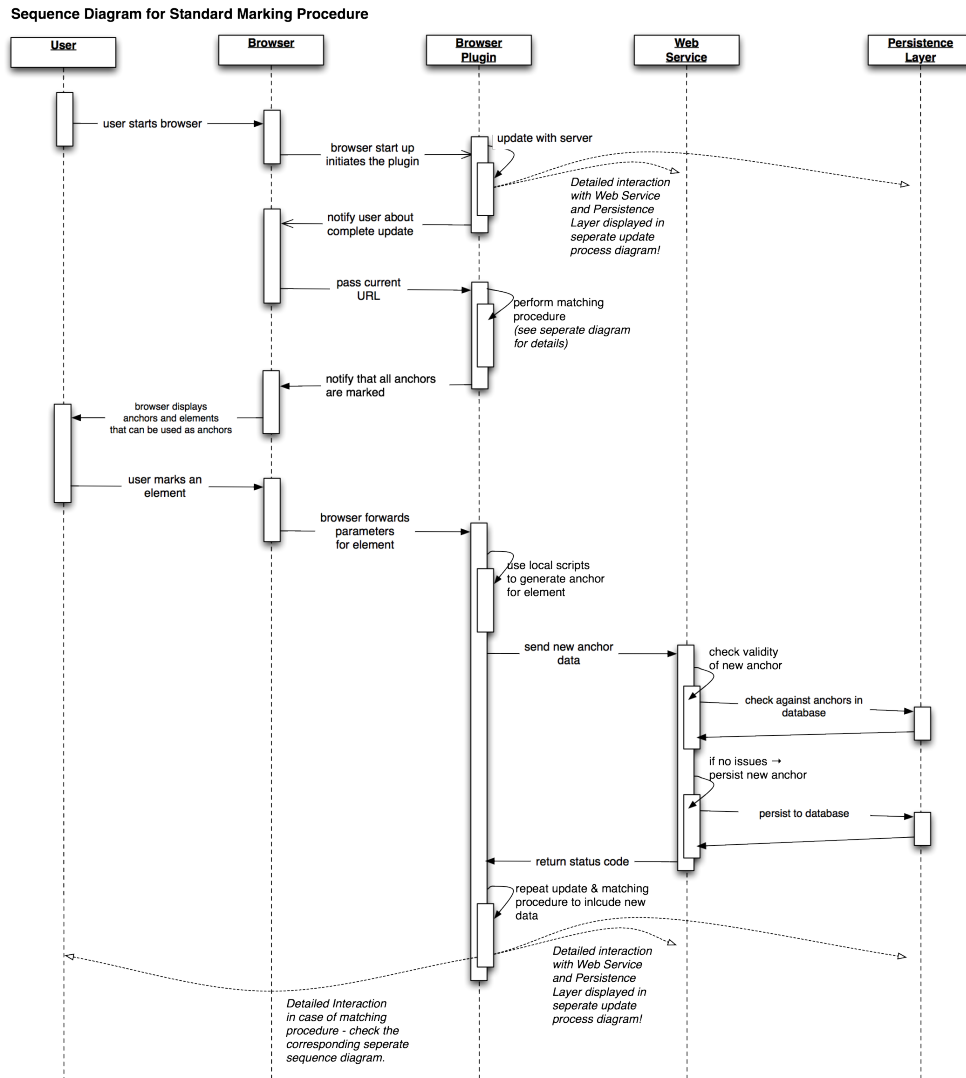 Sequence Diagram for Standard Marking Procedure
User
Browser
Browser
Plugin
Web
Service
Persistence
Layer
user starts browser
browser start up
initiates the plugin
update with server
Detailed interaction
with Web Service
and Persistence
Layer displayed in
seperate update
process diagram!
notify user about
complete update
pass current
URL
perform matching
procedure
(see seperate diagram
for details)
notify that all anchors
are marked
browser displays
anchors and elements
that can be used as anchors
user marks an
element
browser forwards
parameters
for element
use local scripts
to generate anchor
for element
send new anchor
data
check validity
of new anchor
check against anchors in
database
if no issues →
persist new anchor
persist to database
return status code
repeat update & matching
procedure to inlcude new
data
Detailed interaction
with Web Service
and Persistence
Layer displayed in
seperate update
process diagram!
Detailed Interaction
in case of matching
procedure - check the
corresponding seperate
sequence diagram.